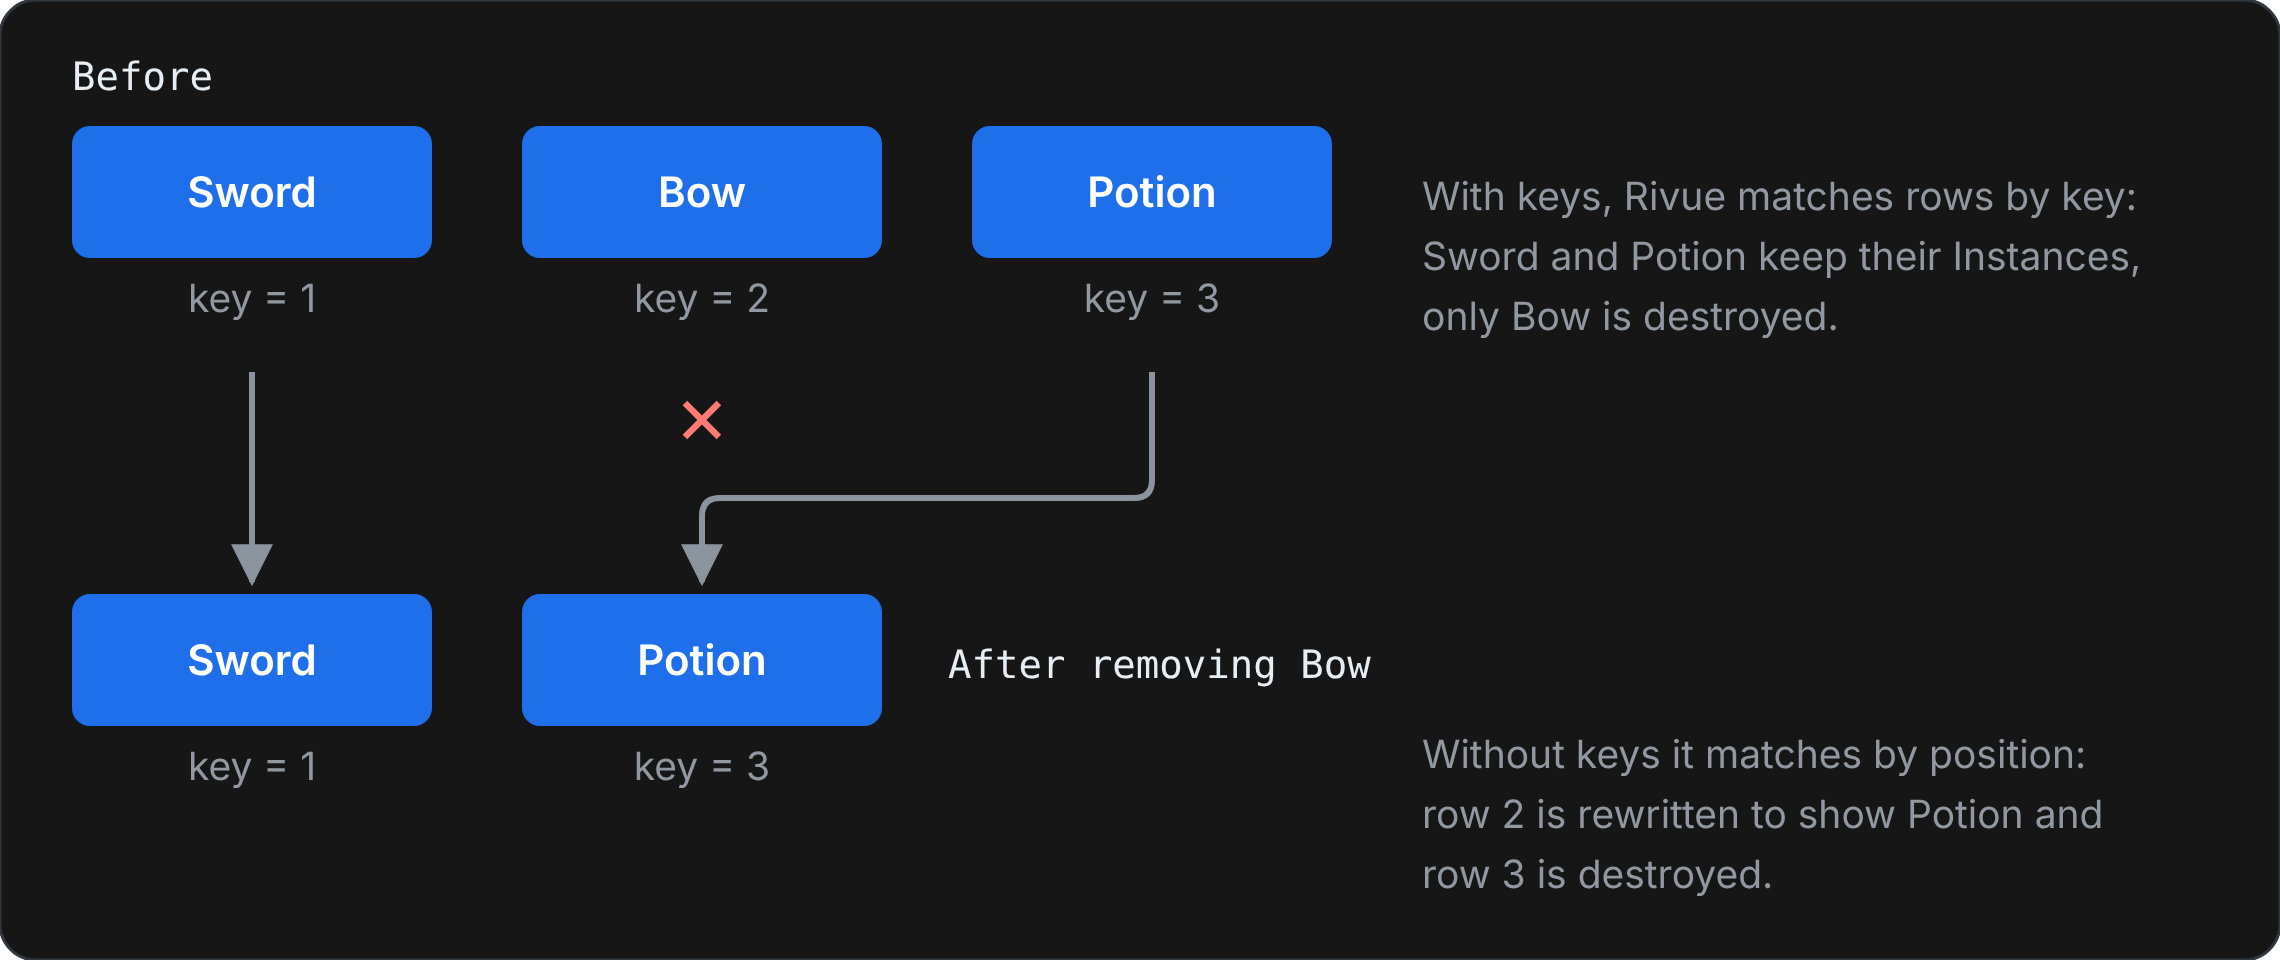 Before
Sword
Bow
Potion
key = 1
key = 2
key = 3
With keys, Rivue matches rows by key:
Sword and Potion keep their Instances,
only Bow is destroyed.
Sword
Potion
After removing Bow
key = 1
key = 3
Without keys it matches by position:
row 2 is rewritten to show Potion and
row 3 is destroyed.